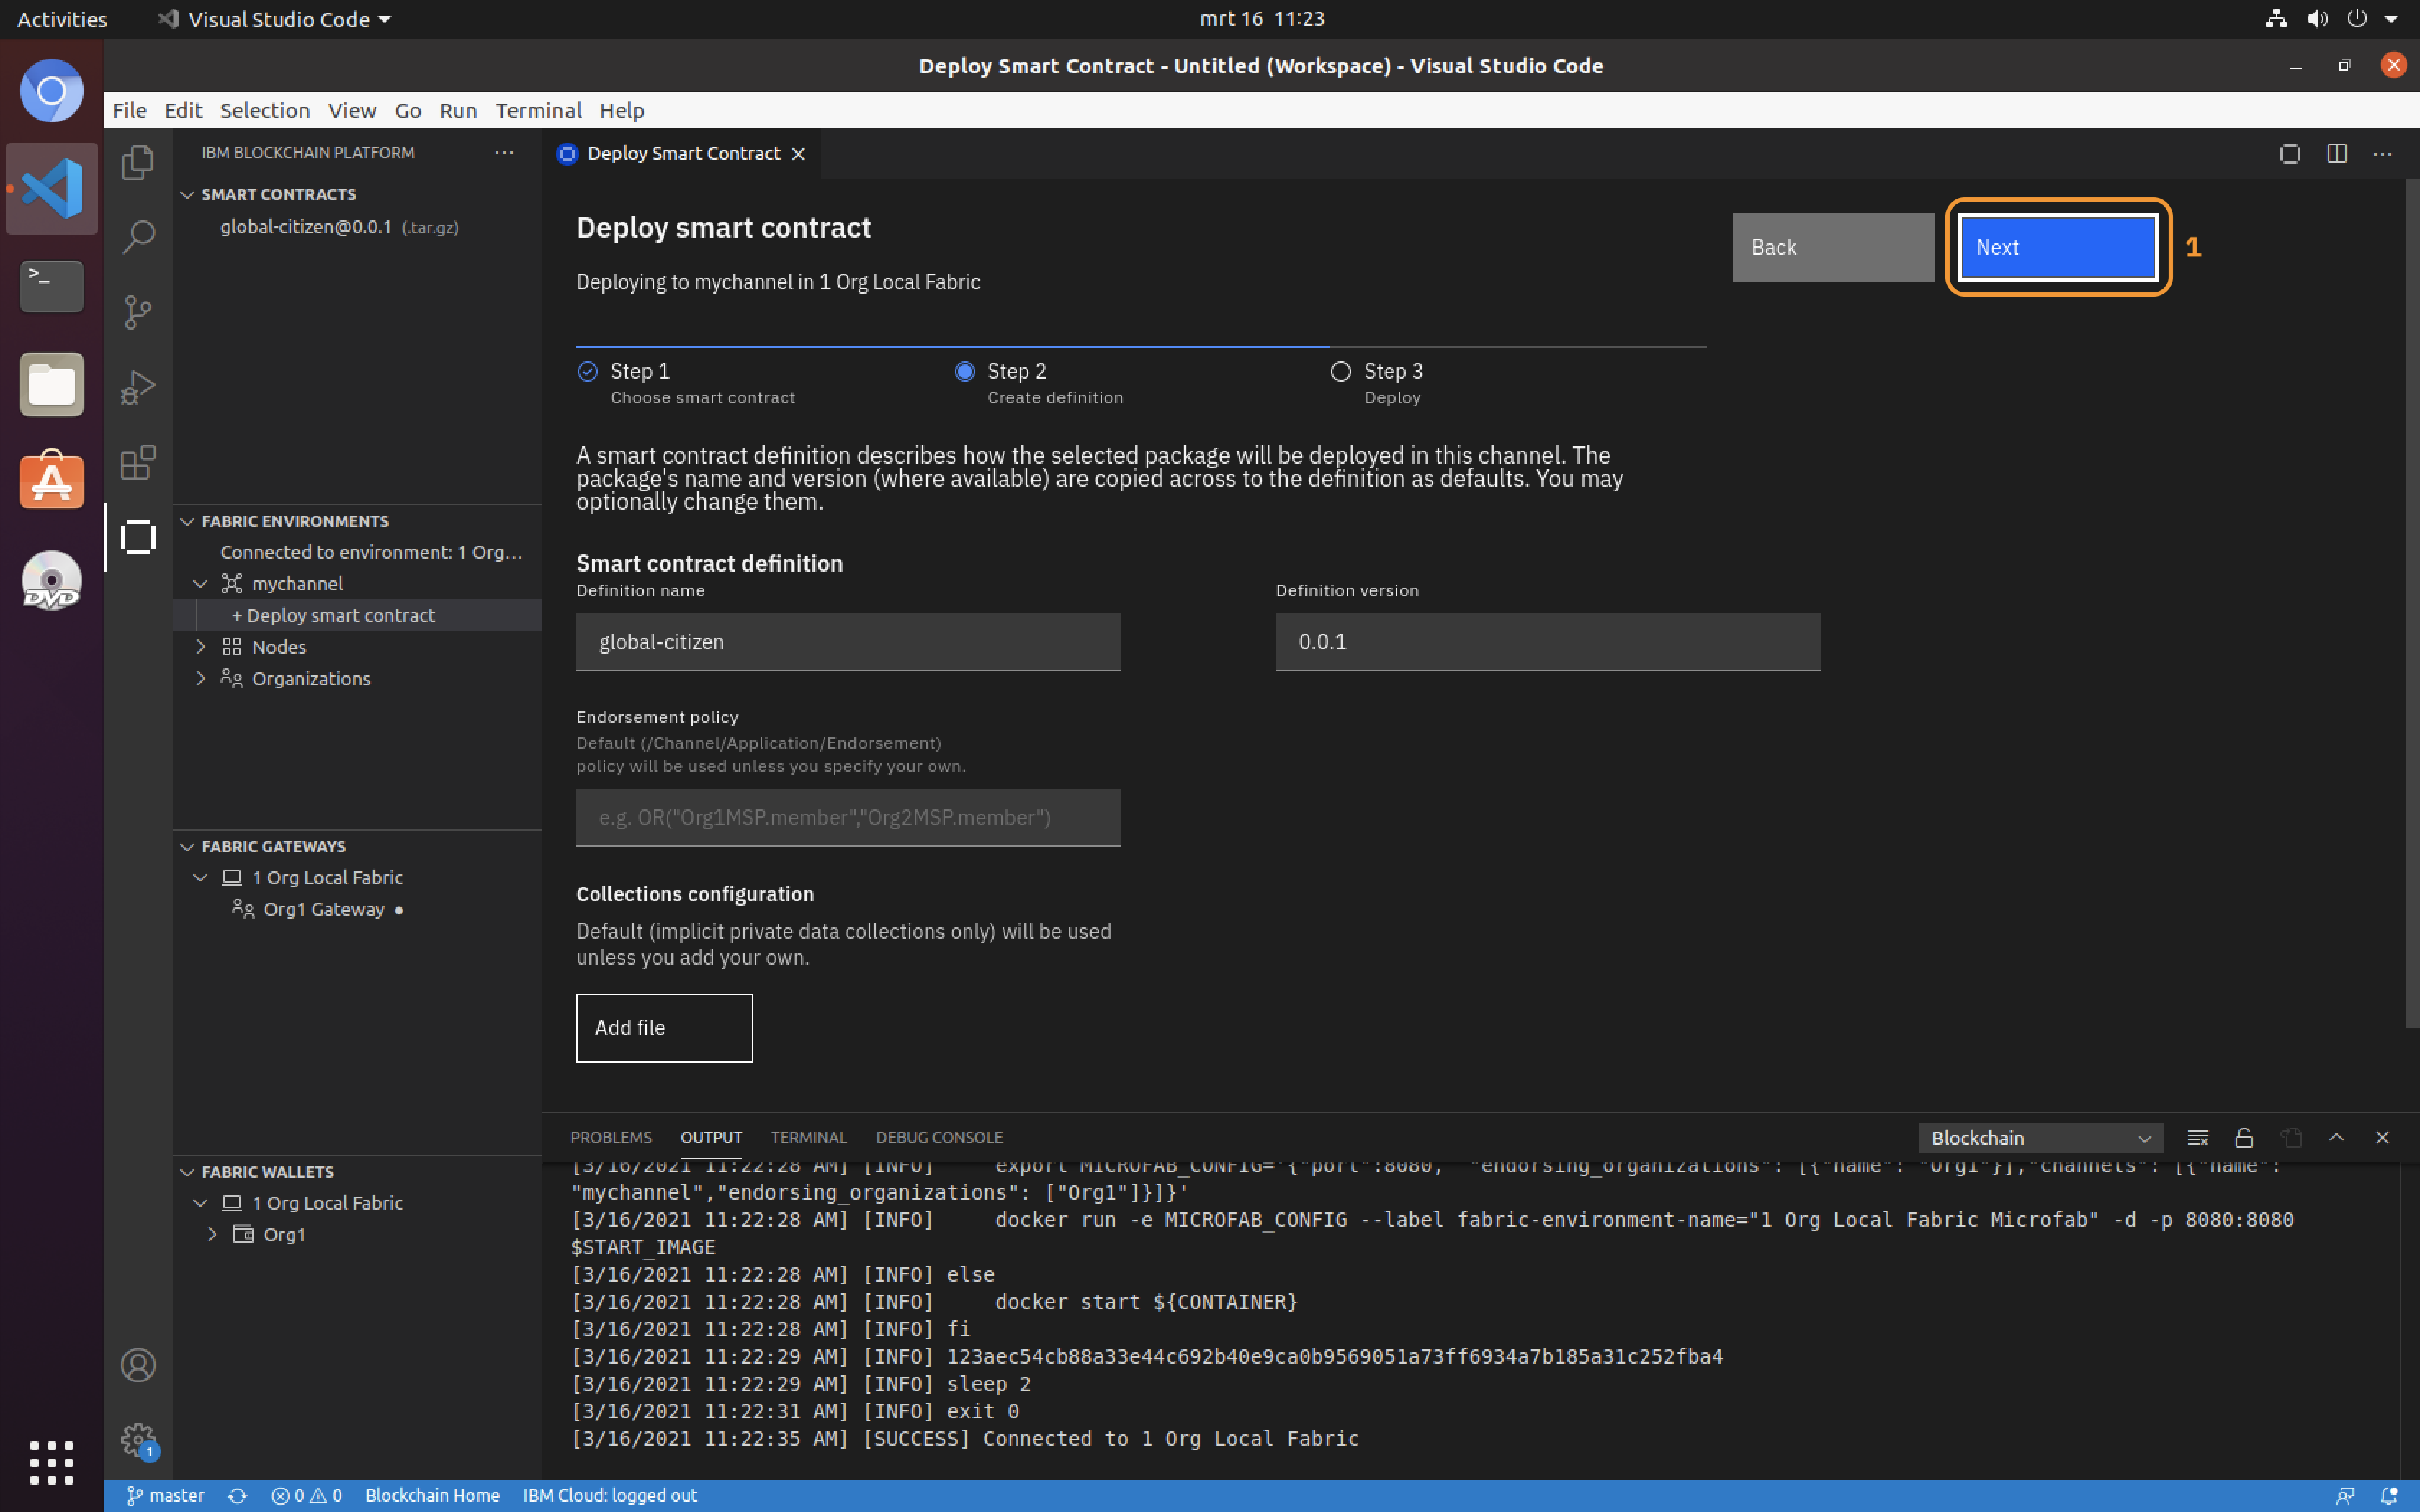 Activities
Visual Studio Code
mrt 16 11:23
Deploy Smart Contract - Untitled (Workspace) - Visual Studio Code
File Edit Selection View Go Run Terminal Help
IBM BLOCKCHAIN PLATFORM
SMART CONTRACTS
global-citizen@0.0.1 (.tar.gz)
FABRIC ENVIRONMENTS
Connected to environment: 1 Org...
mychannel
+ Deploy smart contract
Nodes
Organizations
FABRIC GATEWAYS
1 Org Local Fabric
Org1 Gateway
FABRIC WALLETS
1 Org Local Fabric
Org1
Deploy Smart Contract
Deploy smart contract
Deploying to mychannel in 1 Org Local Fabric
Back
Next
1
Step 1
Choose smart contract
Step 2
Create definition
Step 3
Deploy
A smart contract definition describes how the selected package will be deployed in this channel. The
package's name and version (where available) are copied across to the definition as defaults. You may
optionally change them.
Smart contract definition
Definition name
global-citizen
Definition version
0.0.1
Endorsement policy
Default (/Channel/Application/Endorsement)
policy will be used unless you specify your own.
e.g. OR("Org1MSP.member","Org2MSP.member")
Collections configuration
Default (implicit private data collections only) will be used
unless you add your own.
Add file
PROBLEMS OUTPUT TERMINAL DEBUG CONSOLE
Blockchain
[3/16/2021 11:22:28 AM] [INFO] export MICROFAB_CONFIG='{"port":8080, "endorsing_organizations": [{"name": "Org1"}],"channels": [{"name":
"mychannel","endorsing_organizations": ["Org1"]}]}'
[3/16/2021 11:22:28 AM] [INFO] docker run -e MICROFAB_CONFIG --label fabric-environment-name="1 Org Local Fabric Microfab" -d -p 8080:8080
$START_IMAGE
[3/16/2021 11:22:28 AM] [INFO] else
[3/16/2021 11:22:28 AM] [INFO] docker start ${CONTAINER}
[3/16/2021 11:22:28 AM] [INFO] fi
[3/16/2021 11:22:29 AM] [INFO] 123aec54cb88a33e44c692b40e9ca0b9569051a73ff6934a7b185a31c252fba4
[3/16/2021 11:22:29 AM] [INFO] sleep 2
[3/16/2021 11:22:31 AM] [INFO] exit 0
[3/16/2021 11:22:35 AM] [SUCCESS] Connected to 1 Org Local Fabric
>_
DVD
1
master
0
0
Blockchain Home
IBM Cloud: logged out